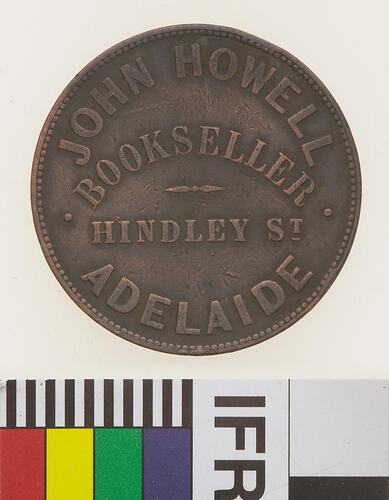 JOHN HOWELL
BOOKSELLER
HINDLEY ST
ADELAIDE
IFR